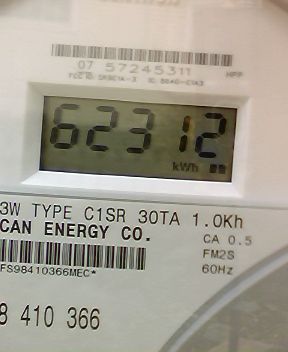 07 57245311 HPP
62312
kWh
3W TYPE C1SR 30TA 1.0Kh
CAN ENERGY CO.
CA 0.5
FM2S
60Hz
FS98410366MEC*
8 410 366